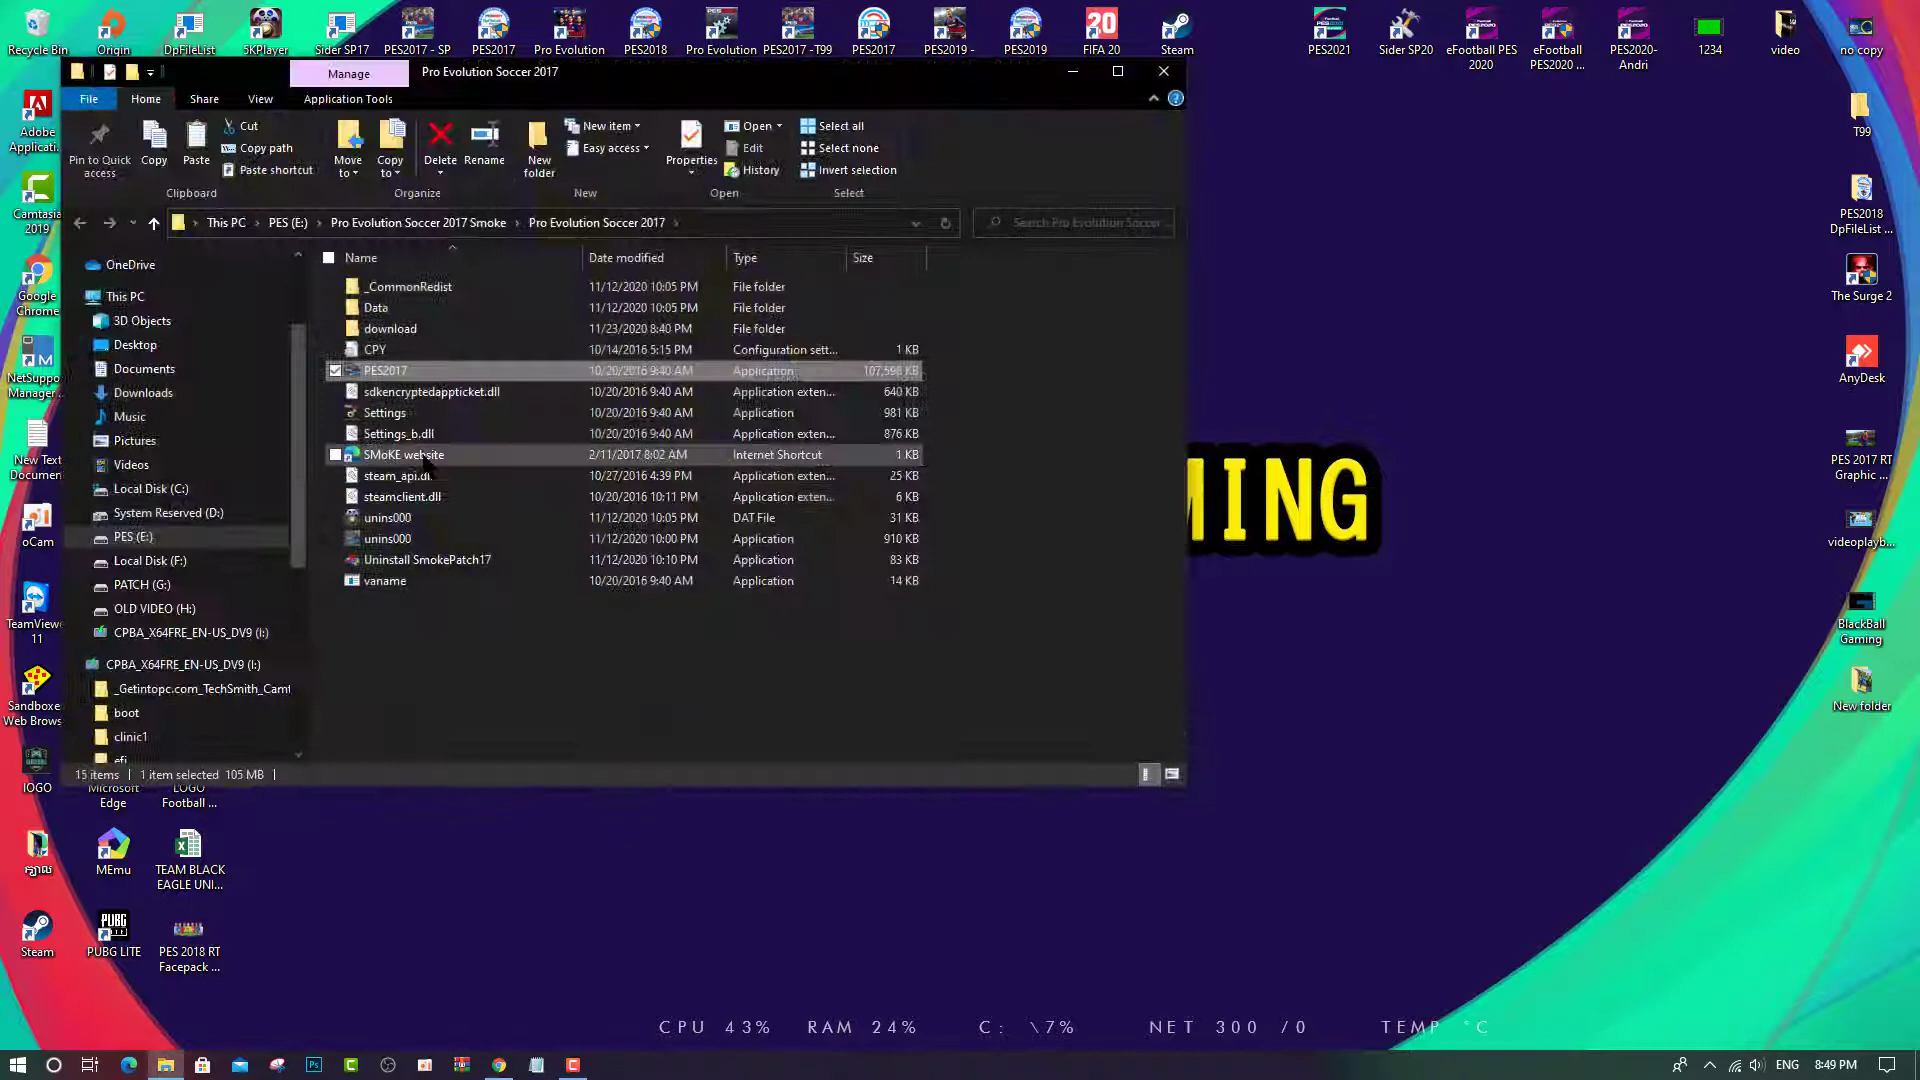 Recycle Bin
Origin
DpFileList
5KPlayer
Sider SP17
PES2017 - SP
PES2017
Pro Evolution
PES2018
Pro Evolution
PES2017 -T99
PES2017
PES2019 -
PES2019
FIFA 20
Steam
PES2021
Sider SP20
eFootball PES
2020
eFootball
PES2020 ...
PES2020-
Andri
1234
video
no copy
Manage
Pro Evolution Soccer 2017
File
Home
Share
View
Application Tools
Pin to Quick
access
Copy
Paste
Cut
Copy path
Paste shortcut
Clipboard
Move
to
Copy
to
Delete
Rename
Organize
New
folder
New item
Easy access
New
Properties
Open
Edit
History
Open
Select all
Select none
Invert selection
Select
This PC
PES (E:)
Pro Evolution Soccer 2017 Smoke
Pro Evolution Soccer 2017
Search Pro Evolution Soccer
Name
Date modified
Type
Size
_CommonRedist 11/12/2020 10:05 PM File folder
Data 11/12/2020 10:05 PM File folder
download 11/23/2020 8:40 PM File folder
CPY 10/14/2016 5:15 PM Configuration sett... 1 KB
PES2017 10/20/2016 9:40 AM Application 107,598 KB
sdkencryptedappticket.dll 10/20/2016 9:40 AM Application exten... 640 KB
Settings 10/20/2016 9:40 AM Application 981 KB
Settings_b.dll 10/20/2016 9:40 AM Application exten... 876 KB
SMoKE website 2/11/2017 8:02 AM Internet Shortcut 1 KB
steam_api.dl 10/27/2016 4:39 PM Application exten... 25 KB
steamclient.dll 10/20/2016 10:11 PM Application exten... 6 KB
unins000 11/12/2020 10:05 PM DAT File 31 KB
unins000 11/12/2020 10:00 PM Application 910 KB
Uninstall SmokePatch17 11/12/2020 10:10 PM Application 83 KB
vaname 10/20/2016 9:40 AM Application 14 KB
OneDrive
This PC
3D Objects
Desktop
Documents
Downloads
Music
Pictures
Videos
Local Disk (C:)
System Reserved (D:)
PES (E:)
Local Disk (F:)
PATCH (G:)
OLD VIDEO (H:)
CPBA_X64FRE_EN-US_DV9 (I:)
CPBA_X64FRE_EN-US_DV9 (I:)
_Getintopc.com_TechSmith_Camt
boot
clinic1
efi
15 items
1 item selected 105 MB
Adobe
Applicati...
Camtasia
2019
Google
Chrome
NetSuppo
Manager
New Text
Documen
oCam
TeamViewe
11
Sandboxe
Web Brows
lOGO
Microsoft
Edge
LOGO
Football ...
ក្បាល
MEmu
TEAM BLACK
EAGLE UNI...
Steam
PUBG LITE
PES 2018 RT
Facepack ...
T99
PES2018
DpFileList ...
The Surge 2
AnyDesk
PES 2017 RT
Graphic ...
videoplayb...
BlackBall
Gaming
New folder
MING
CPU 43% RAM 24% C: \7% NET 300 /0 TEMP °C
ENG
8:49 PM